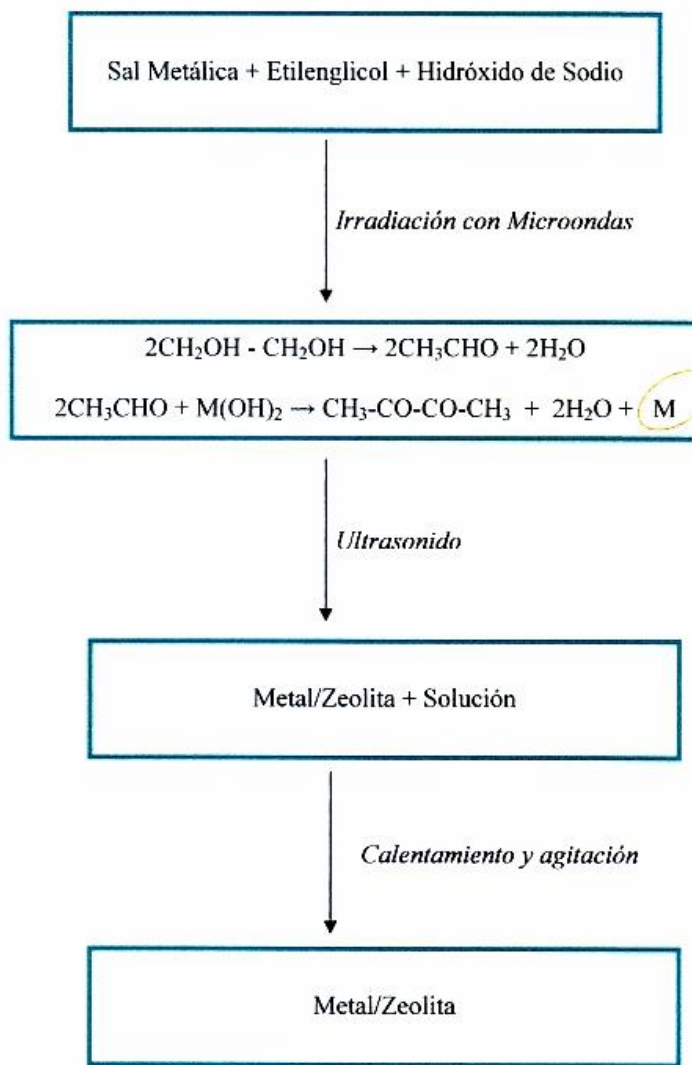 Sal Metálica + Etilenglicol + Hidróxido de Sodio
Irradiación con Microondas
2CH₂OH - CH₂OH → 2CH₃CHO + 2H₂O
2CH₃CHO + M(OH)₂ → CH₃-CO-CO-CH₃ + 2H₂O + M
Ultrasonido
Metal/Zeolita + Solución
Calentamiento y agitación
Metal/Zeolita